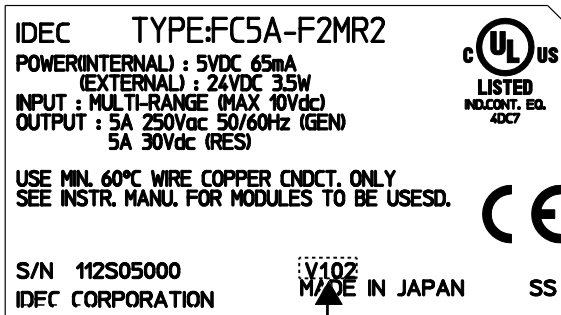 IDEC TYPE:FC5A-F2MR2
POWER(INTERNAL) : 5VDC 65mA
(EXTERNAL) : 24VDC 3.5W
INPUT : MULTI-RANGE (MAX 10Vdc)
OUTPUT : 5A 250Vac 50/60Hz (GEN)
5A 30Vdc (RES)
C UL US
LISTED
IND.CONT. EQ.
4DC7
USE MIN. 60°C WIRE COPPER CNDCT. ONLY
SEE INSTR. MANU. FOR MODULES TO BE USESD.
CE
S/N 112S05000 V102
IDEC CORPORATION MADE IN JAPAN SS